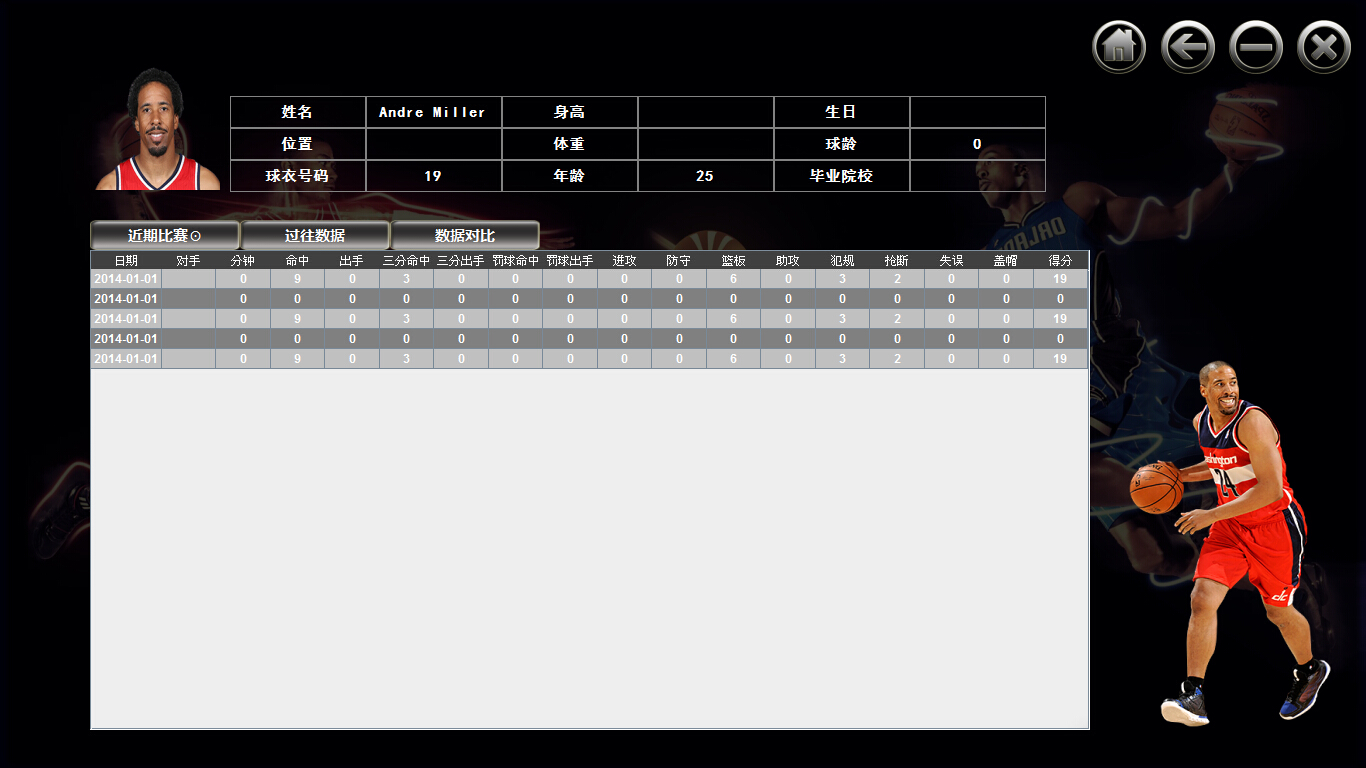 姓名 Andre Miller 身高 生日
位置 体重 球龄 0
球衣号码 19 年龄 25 毕业院校
近期比赛⊙ 过往数据 数据对比
日期 对手 分钟 命中 出手 三分命中 三分出手 罚球命中 罚球出手 进攻 防守 篮板 助攻 犯规 抢断 失误 盖帽 得分
2014-01-01 0 9 0 3 0 0 0 0 0 6 0 3 2 0 0 19
2014-01-01 0 0 0 0 0 0 0 0 0 0 0 0 0 0 0 0
2014-01-01 0 9 0 3 0 0 0 0 0 6 0 3 2 0 0 19
2014-01-01 0 0 0 0 0 0 0 0 0 0 0 0 0 0 0 0
2014-01-01 0 9 0 3 0 0 0 0 0 6 0 3 2 0 0 19
24
dc